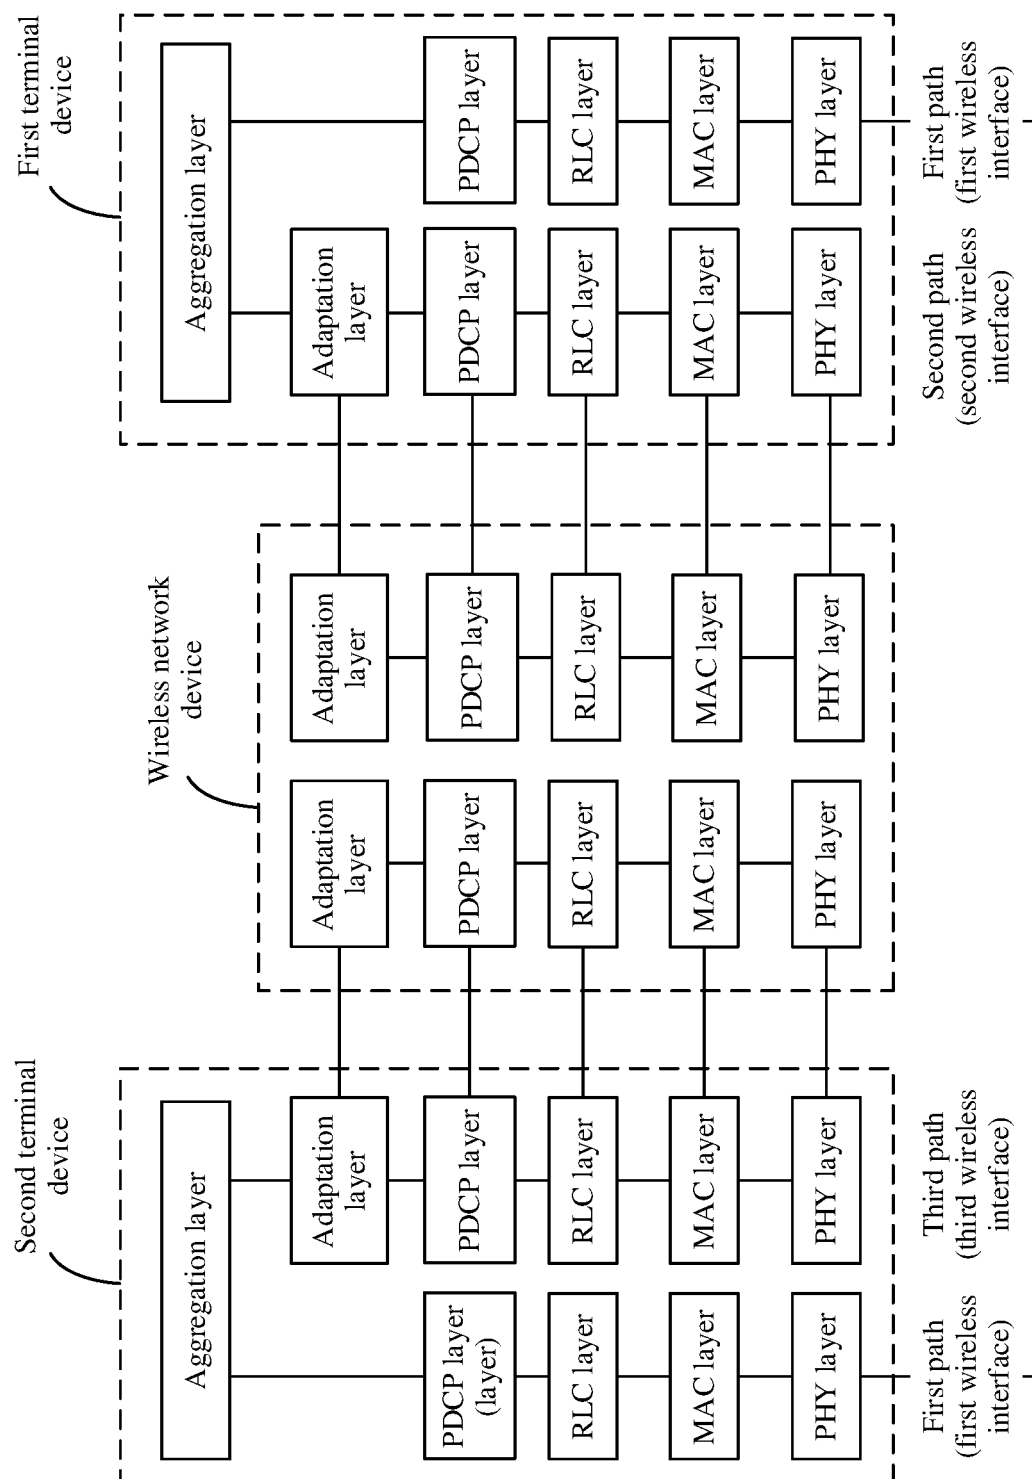 Second terminal
device
Wireless network
device
First terminal
device
Aggregation layer
Aggregation layer
Adaptation
layer
Adaptation
layer
Adaptation
layer
Adaptation
layer
PDCP layer
(layer)
PDCP layer
PDCP layer
PDCP layer
PDCP layer
PDCP layer
RLC layer
RLC layer
RLC layer
RLC layer
RLC layer
RLC layer
MAC layer
MAC layer
MAC layer
MAC layer
MAC layer
MAC layer
PHY layer
PHY layer
PHY layer
PHY layer
PHY layer
PHY layer
First path
(first wireless
interface)
Third path
(third wireless
interface)
Second path
(second wireless
interface)
First path
(first wireless
interface)